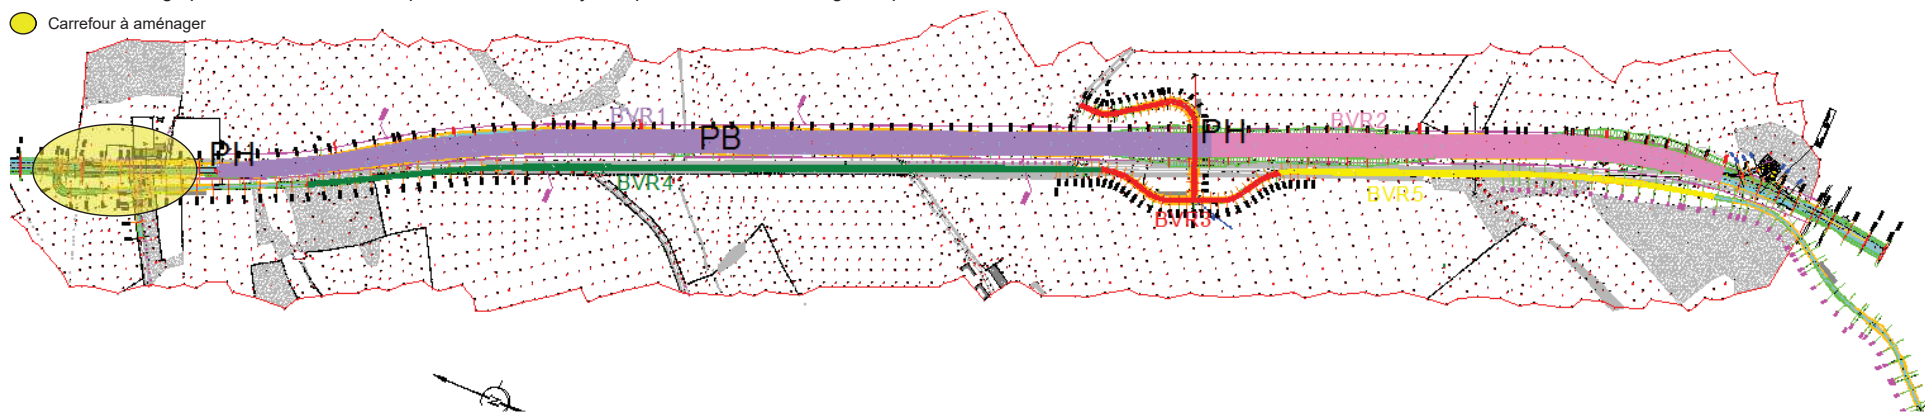 Carrefour à aménager
BVR1
BVR2
PH
PB
PH
BVR4
BVR3
BVR5
N